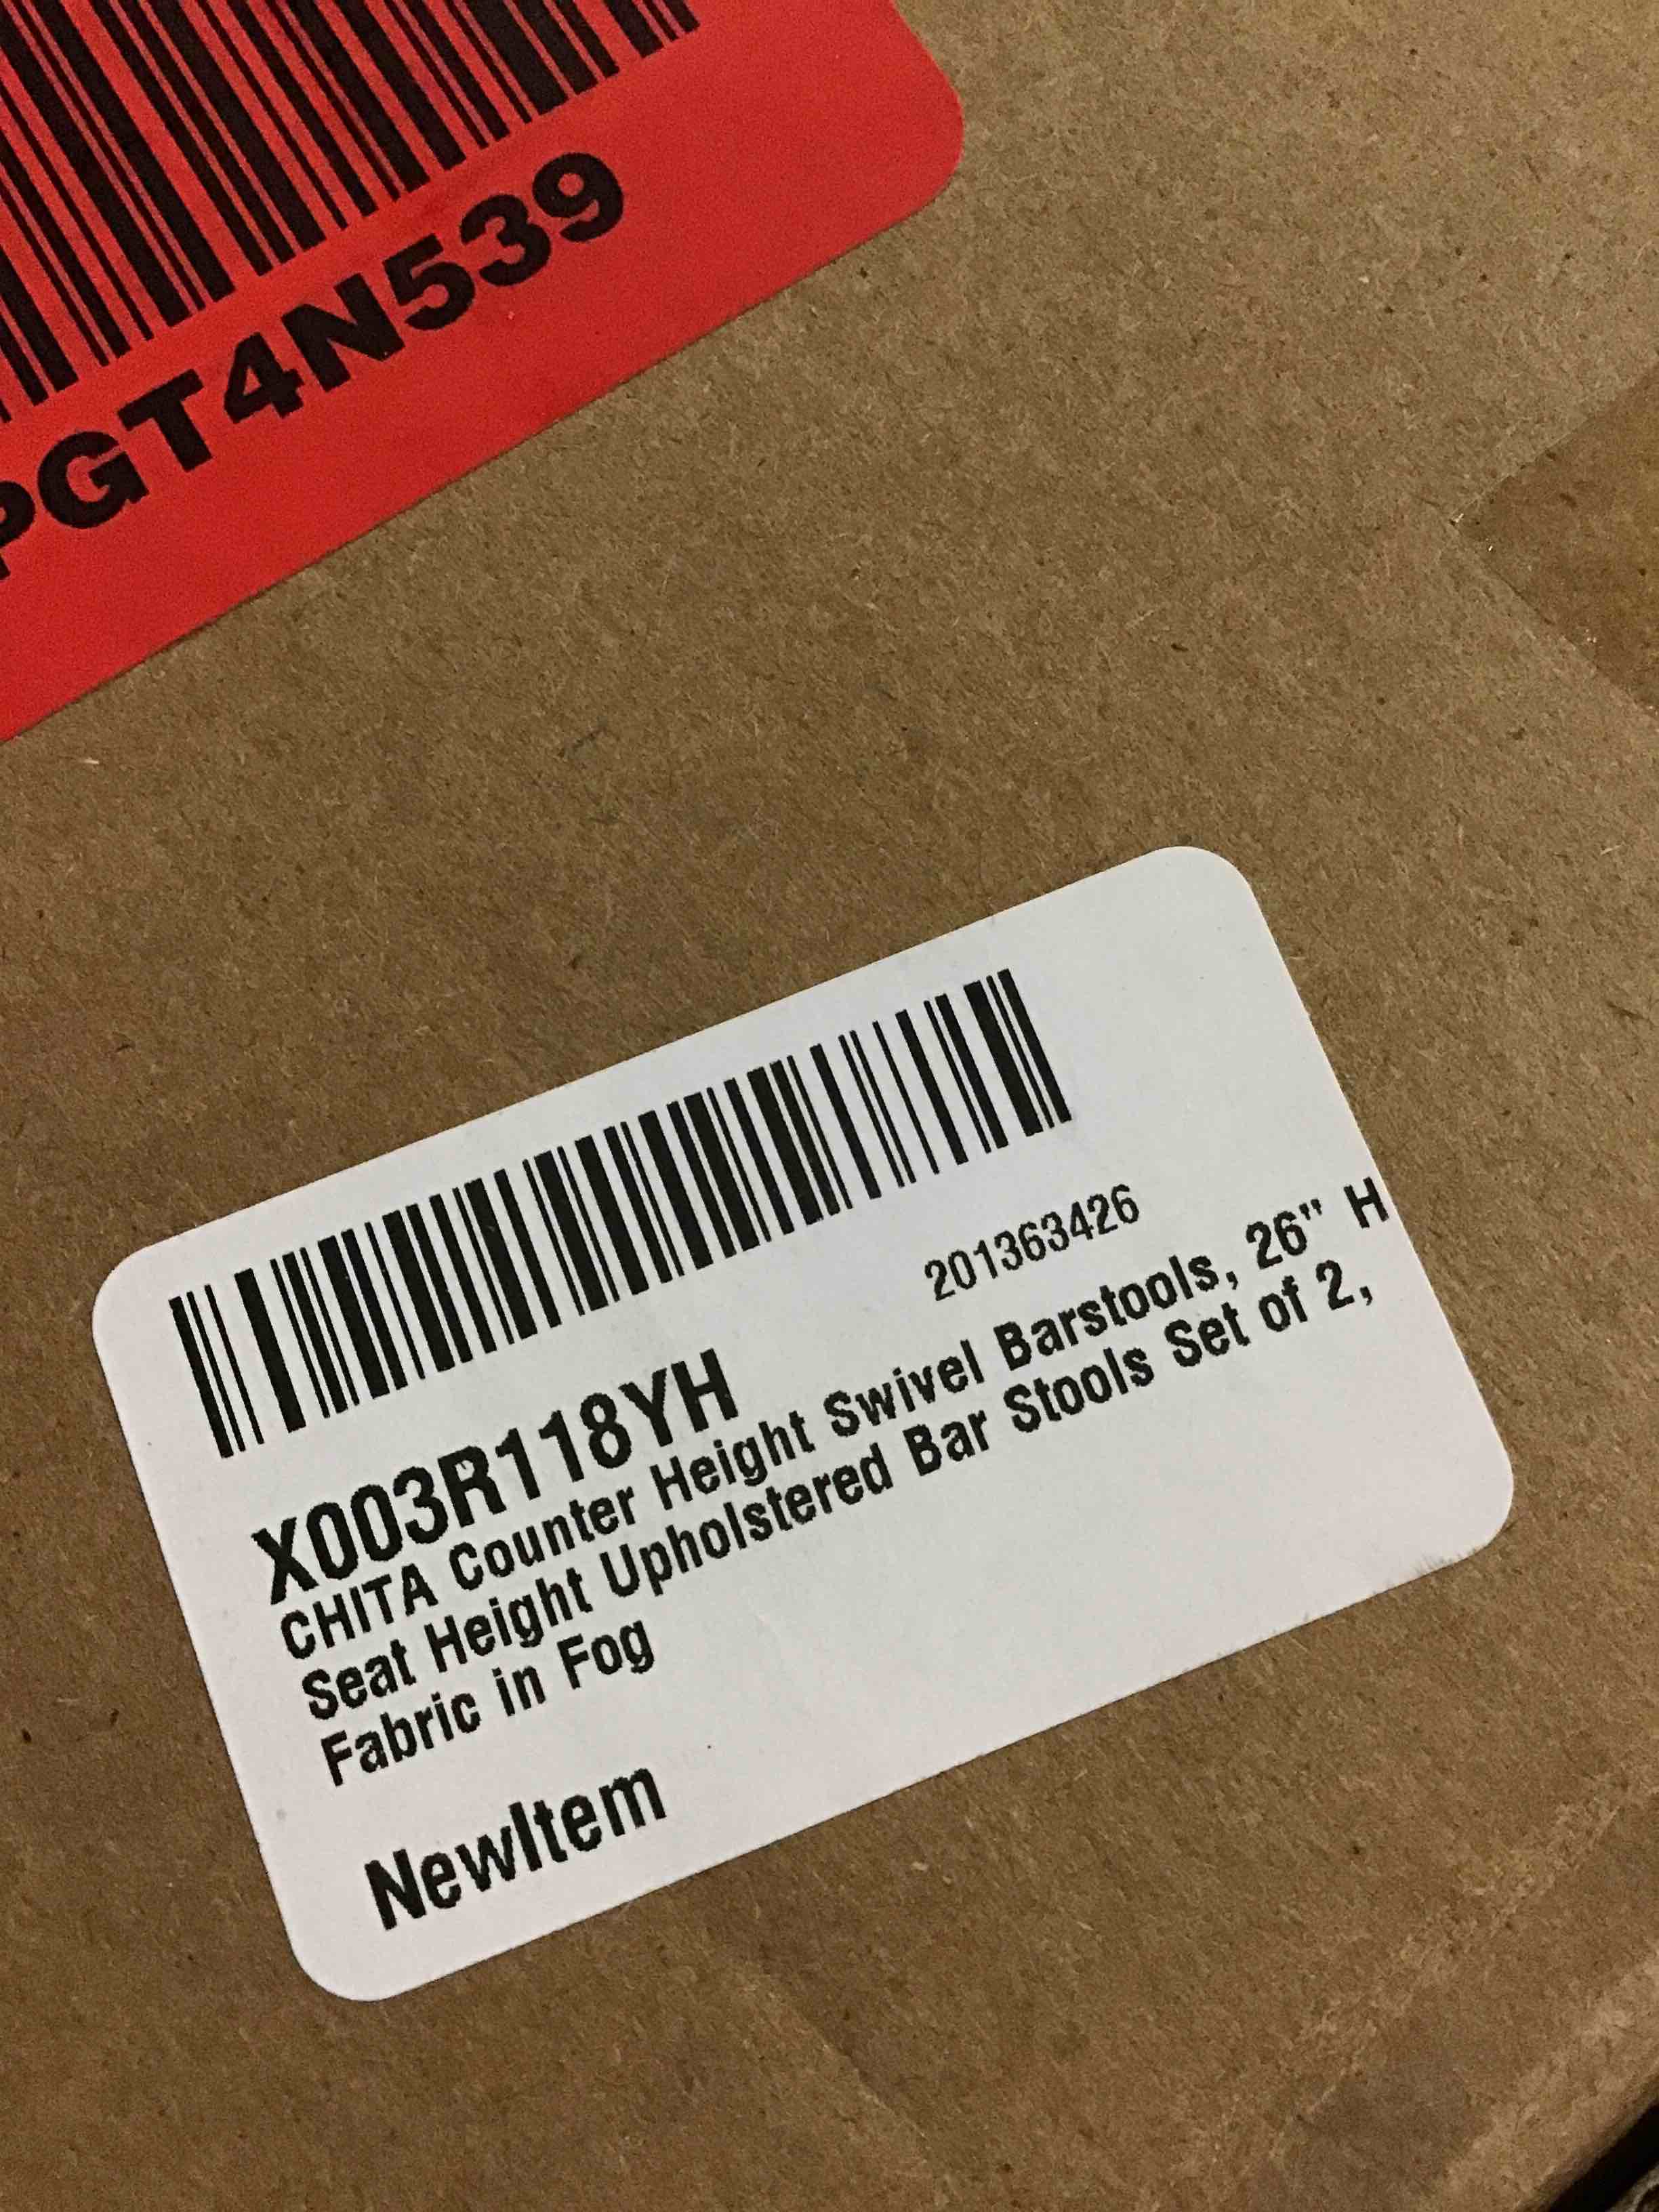 PGT4N539
201363426
X003R118YH
CHITA Counter Height Swivel Barstools, 26" H
Seat Height Upholstered Bar Stools Set of 2,
Fabric in Fog
NewItem